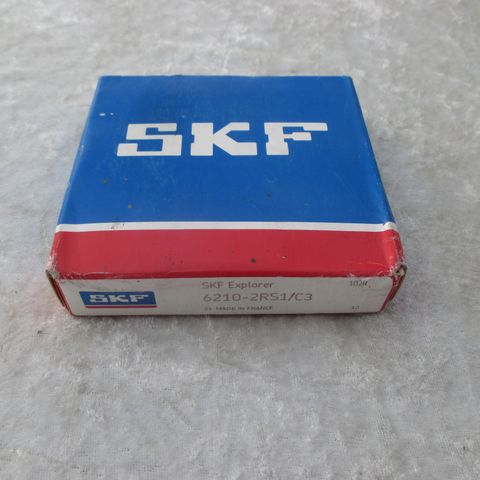 SKF
SKF
SKF Explorer
6210-2RS1/C3
MADE IN FRANCE